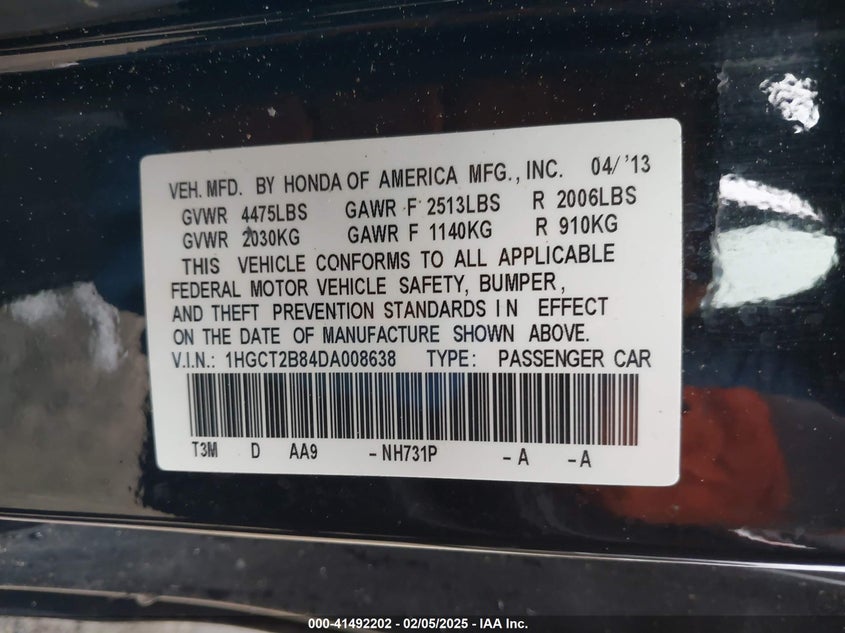 VEH. MFD. BY HONDA OF AMERICA MFG., INC. 04/ '13
GVWR 4475LBS GAWR F 2513LBS R 2006LBS
GVWR 2030KG GAWR F 1140KG R 910KG
THIS VEHICLE CONFORMS TO ALL APPLICABLE
FEDERAL MOTOR VEHICLE SAFETY, BUMPER,
AND THEFT PREVENTION STANDARDS IN EFFECT
ON THE DATE OF MANUFACTURE SHOWN ABOVE.
V.I.N.: 1HGCT2B84DA008638 TYPE: PASSENGER CAR
T3M D AA9 - NH731P - A - A
000-41492202 - 02/05/2025 - IAA Inc.